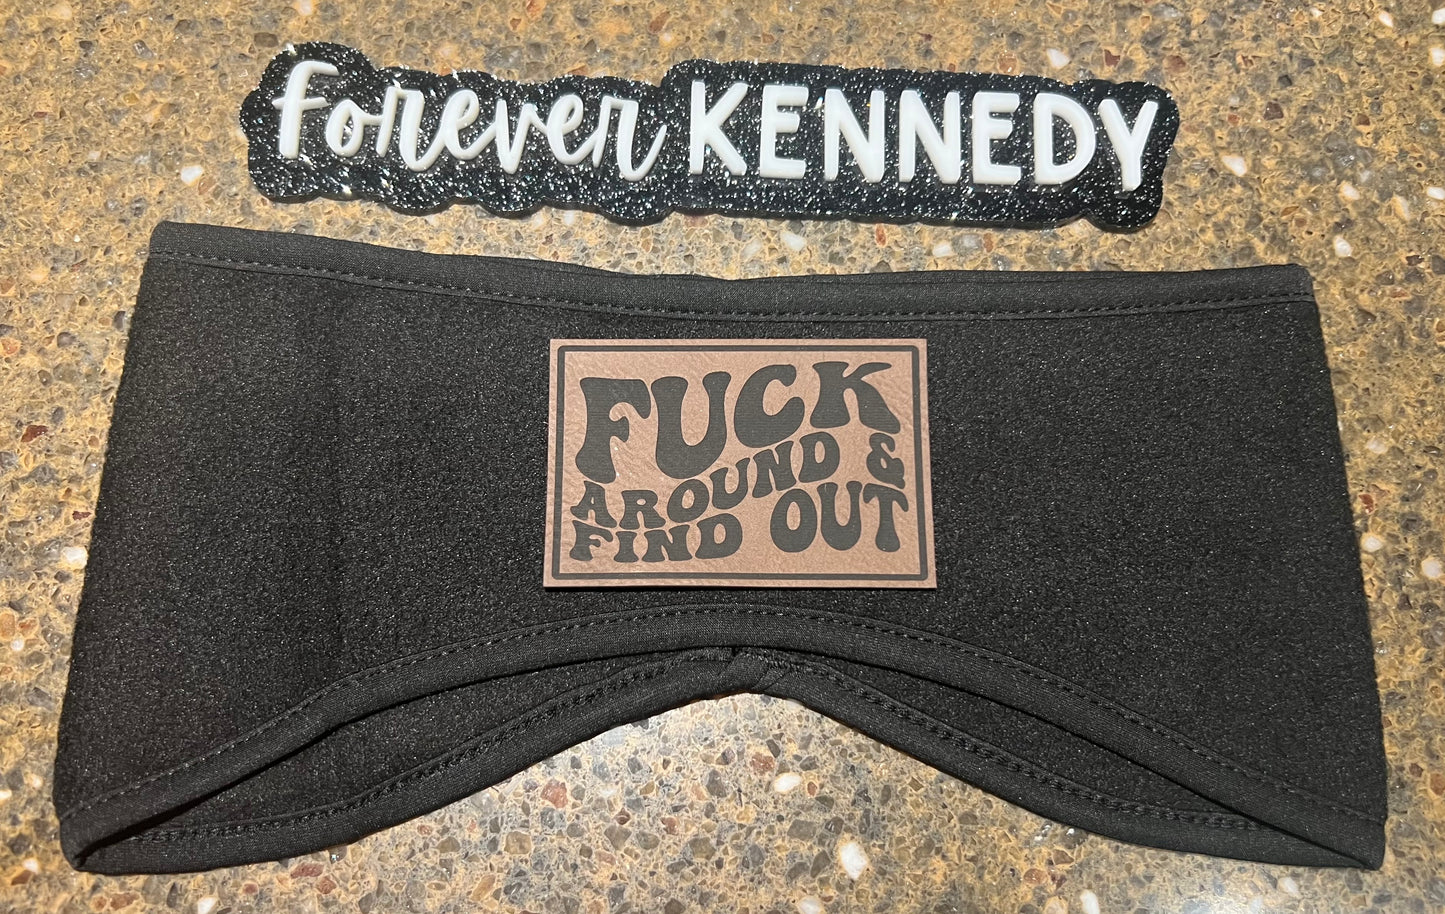 forever KENNEDY
FUCK
AROUND &
FIND OUT